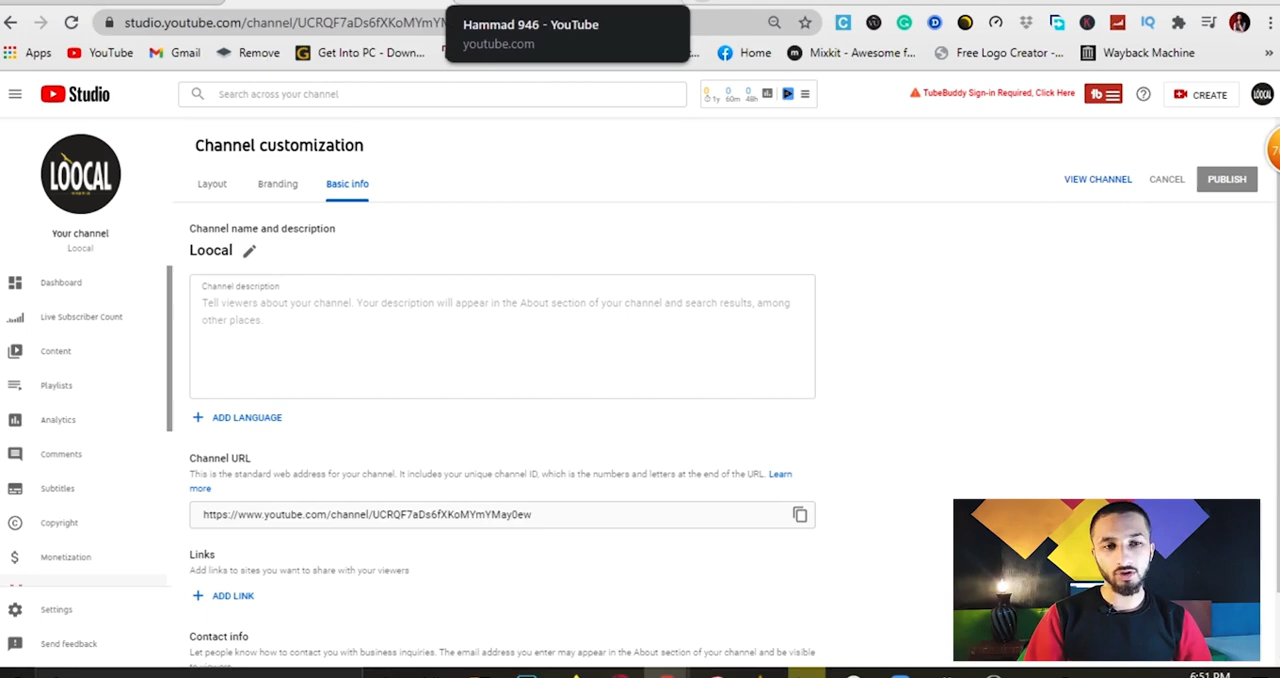 studio.youtube.com/channel/UCRQF7aDs6fXKoMYmYM
Hammad 946 - YouTube
youtube.com
Apps
YouTube
Gmail
Remove
Get Into PC - Down...
Home
Mixkit - Awesome f...
Free Logo Creator -...
Wayback Machine
»
Studio
Search across your channel
0 0 0
1y 60m 48h
TubeBuddy Sign-in Required, Click Here
tb
CREATE
LOOCAL
LOOCAL
Your channel
Loocal
Dashboard
Live Subscriber Count
Content
Playlists
Analytics
Comments
Subtitles
Copyright
Monetization
Settings
Send feedback
Channel customization
Layout
Branding
Basic info
VIEW CHANNEL
CANCEL
PUBLISH
Channel name and description
Loocal
Channel description
Tell viewers about your channel. Your description will appear in the About section of your channel and search results, among
other places.
+ ADD LANGUAGE
Channel URL
This is the standard web address for your channel. It includes your unique channel ID, which is the numbers and letters at the end of the URL. Learn
more
https://www.youtube.com/channel/UCRQF7aDs6fXKoMYmYMay0ew
Links
Add links to sites you want to share with your viewers
+ ADD LINK
Contact info
Let people know how to contact you with business inquiries. The email address you enter may appear in the About section of your channel and be visible
6:51 PM